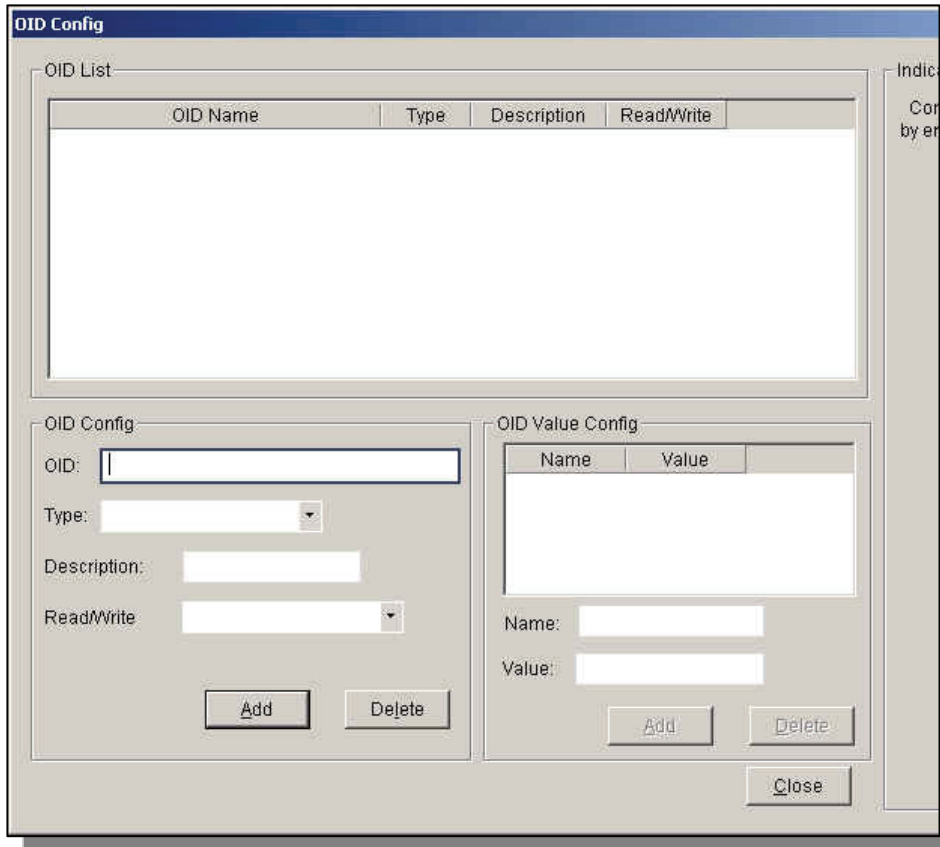 OID Config
OID List
OID Name Type Description Read/Write
OID Config
OID:
Type:
Description:
Read/Write
Add Delete
OID Value Config
Name Value
Name:
Value:
Add Delete
Close
by